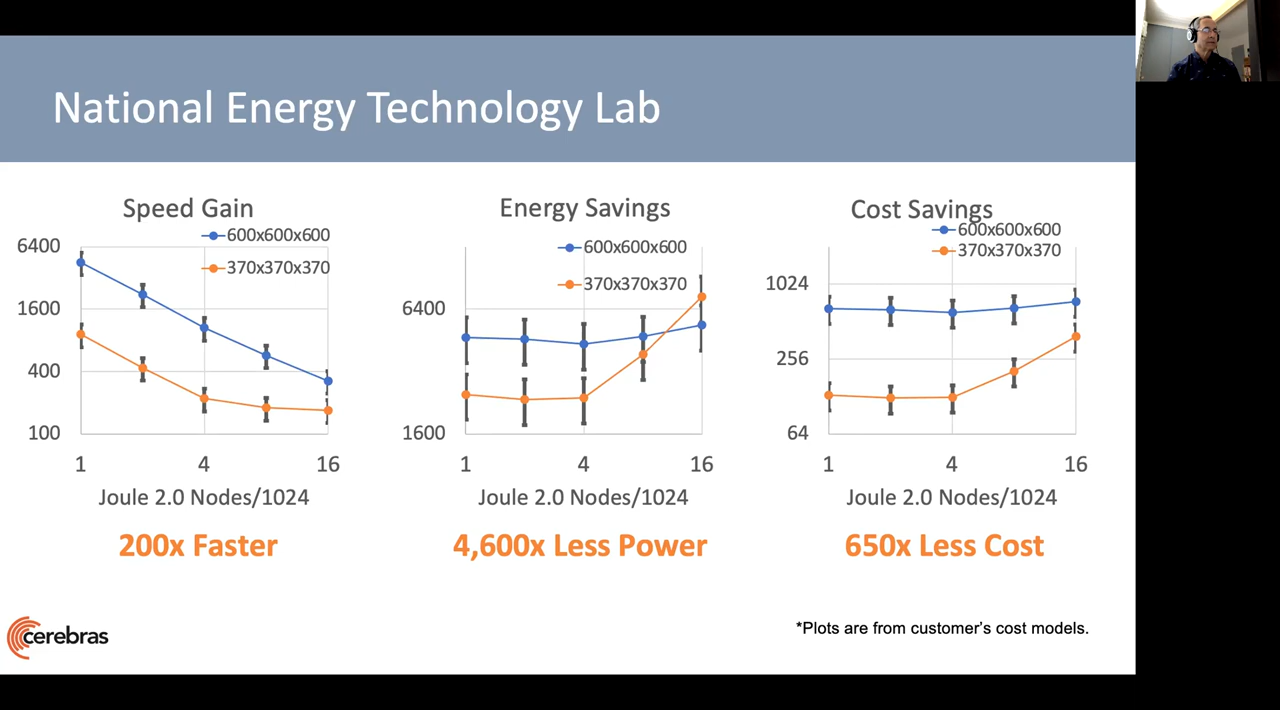 National Energy Technology Lab
Speed Gain
600x600x600
370x370x370
6400
1600
400
100
1
4
16
Joule 2.0 Nodes/1024
200x Faster
Energy Savings
600x600x600
370x370x370
6400
1600
1
4
16
Joule 2.0 Nodes/1024
4,600x Less Power
Cost Savings
600x600x600
370x370x370
1024
256
64
1
4
16
Joule 2.0 Nodes/1024
650x Less Cost
cerebras
*Plots are from customer's cost models.